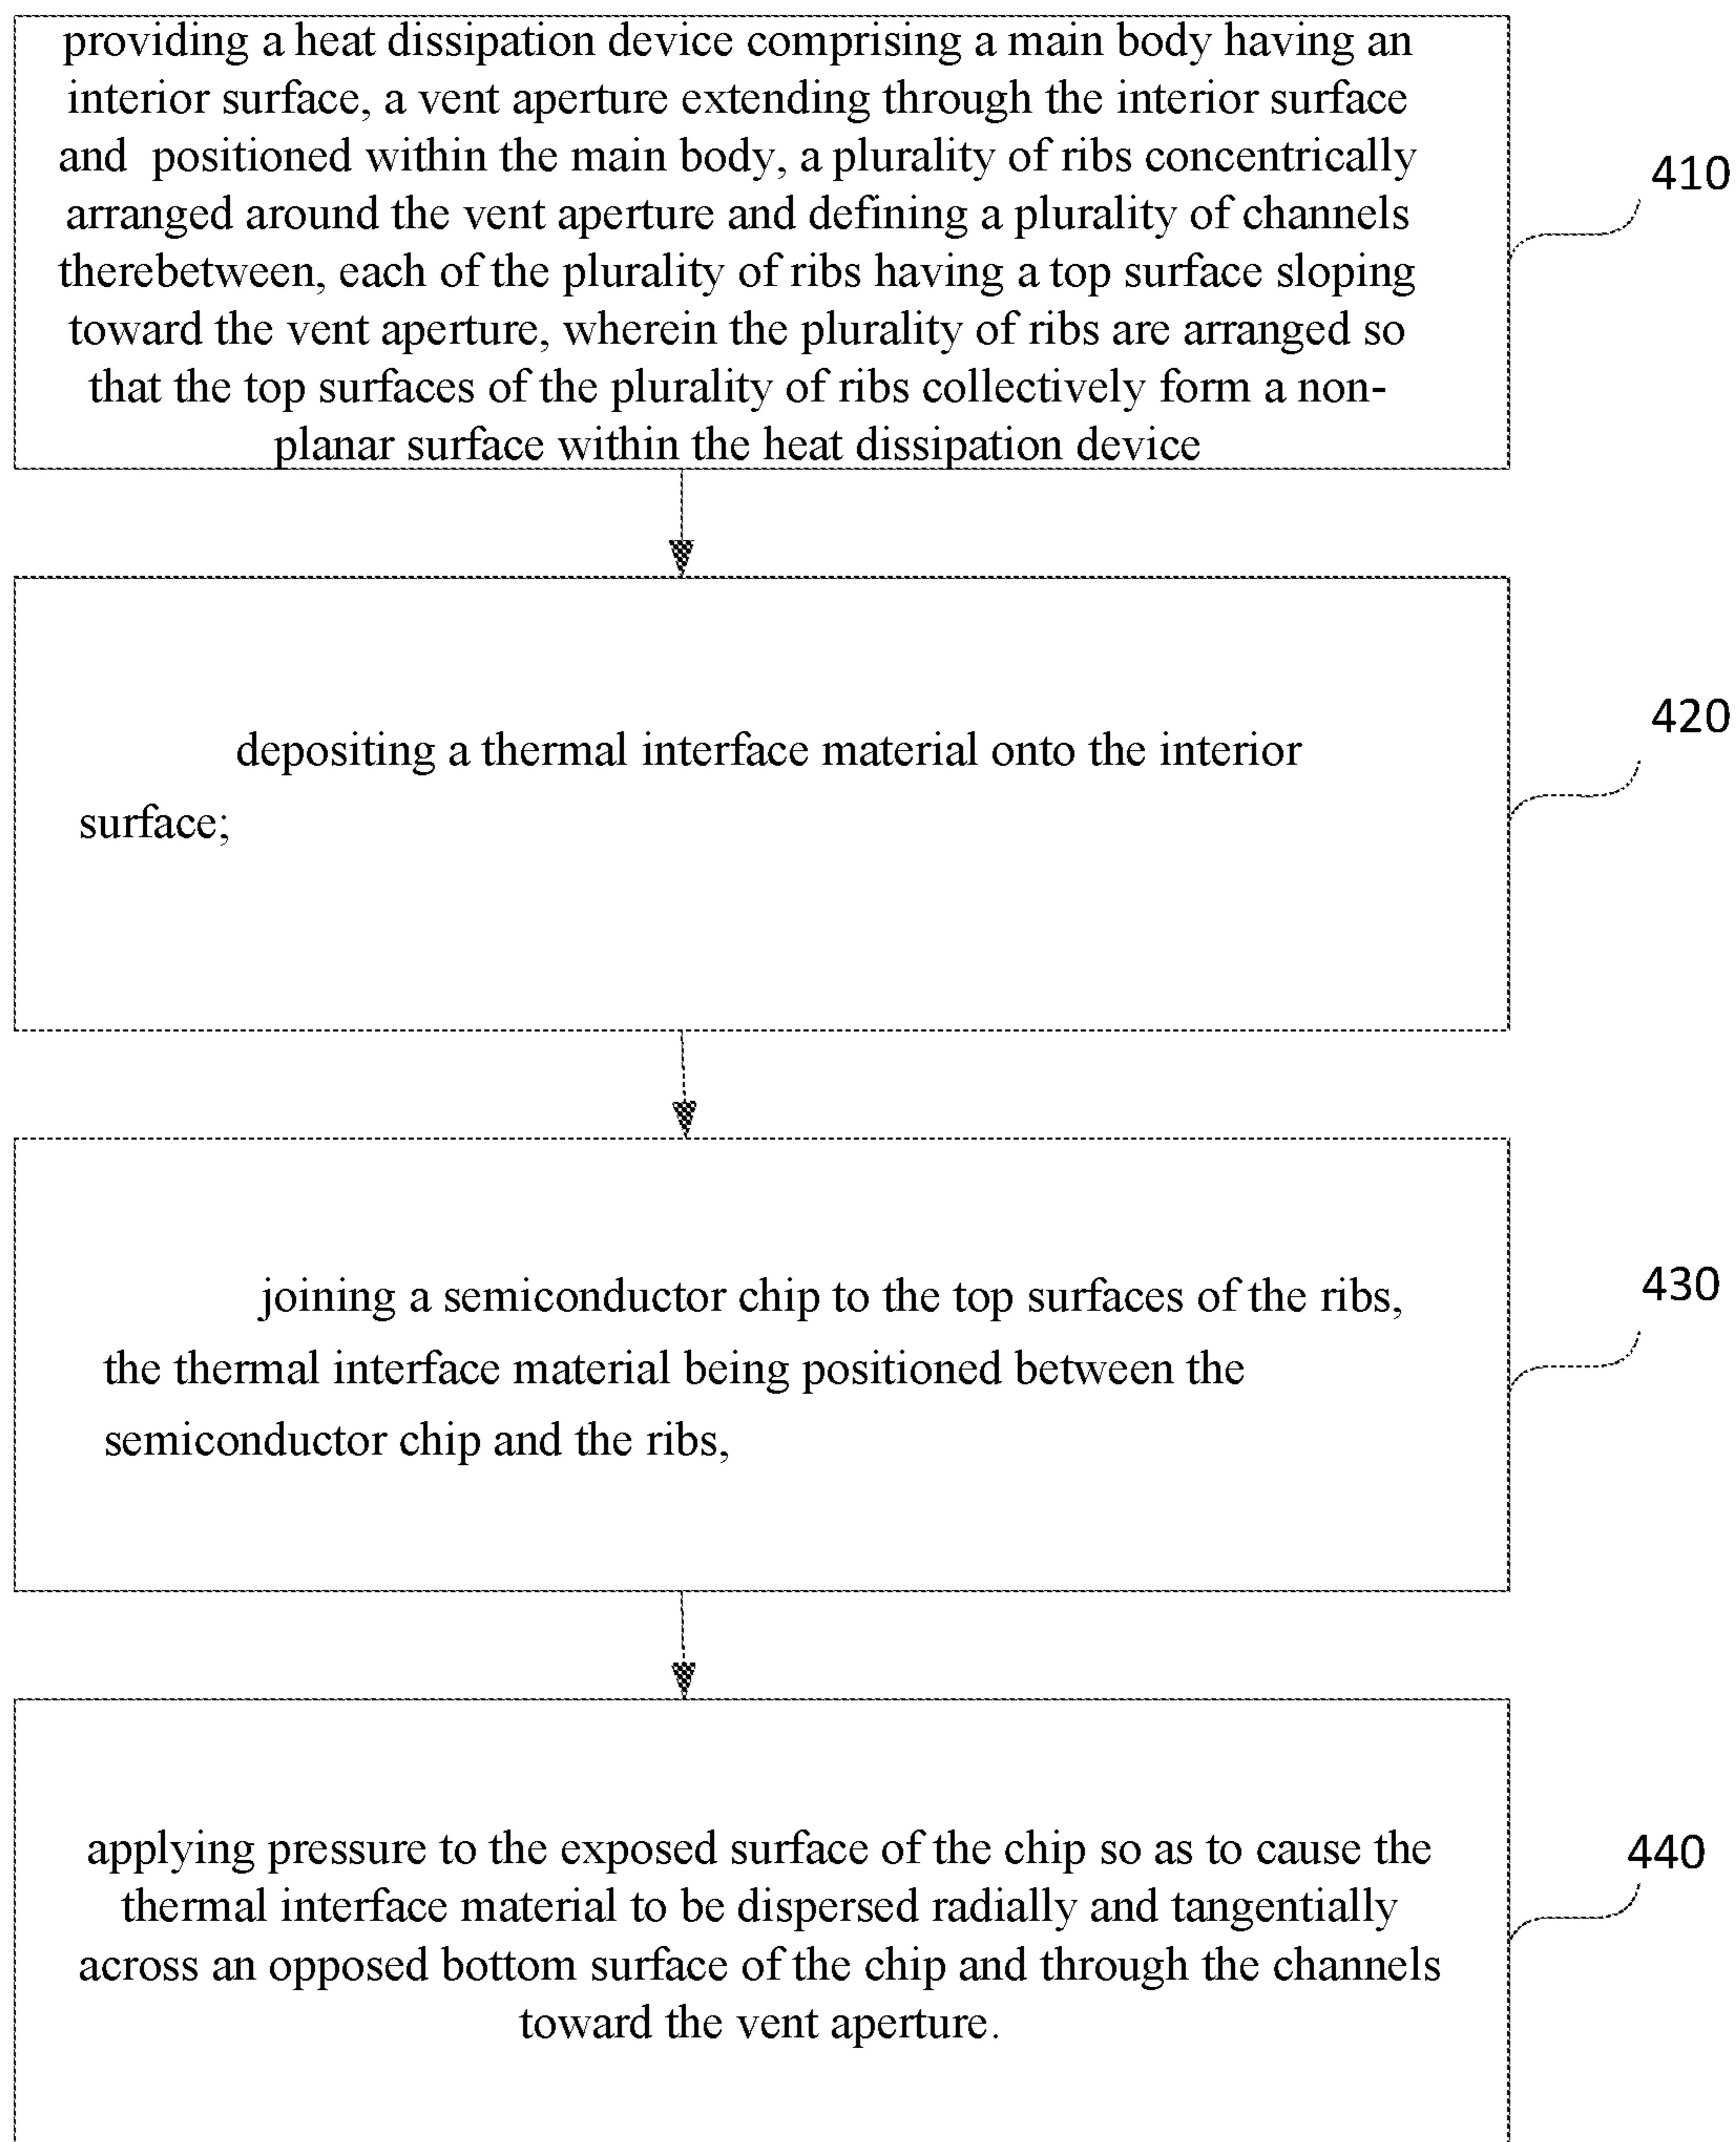 providing a heat dissipation device comprising a main body having an
interior surface, a vent aperture extending through the interior surface
and positioned within the main body, a plurality of ribs concentrically
arranged around the vent aperture and defining a plurality of channels
therebetween, each of the plurality of ribs having a top surface sloping
toward the vent aperture, wherein the plurality of ribs are arranged so
that the top surfaces of the plurality of ribs collectively form a non-
planar surface within the heat dissipation device
410
depositing a thermal interface material onto the interior
surface;
420
joining a semiconductor chip to the top surfaces of the ribs,
the thermal interface material being positioned between the
semiconductor chip and the ribs,
430
applying pressure to the exposed surface of the chip so as to cause the
thermal interface material to be dispersed radially and tangentially
across an opposed bottom surface of the chip and through the channels
toward the vent aperture.
440